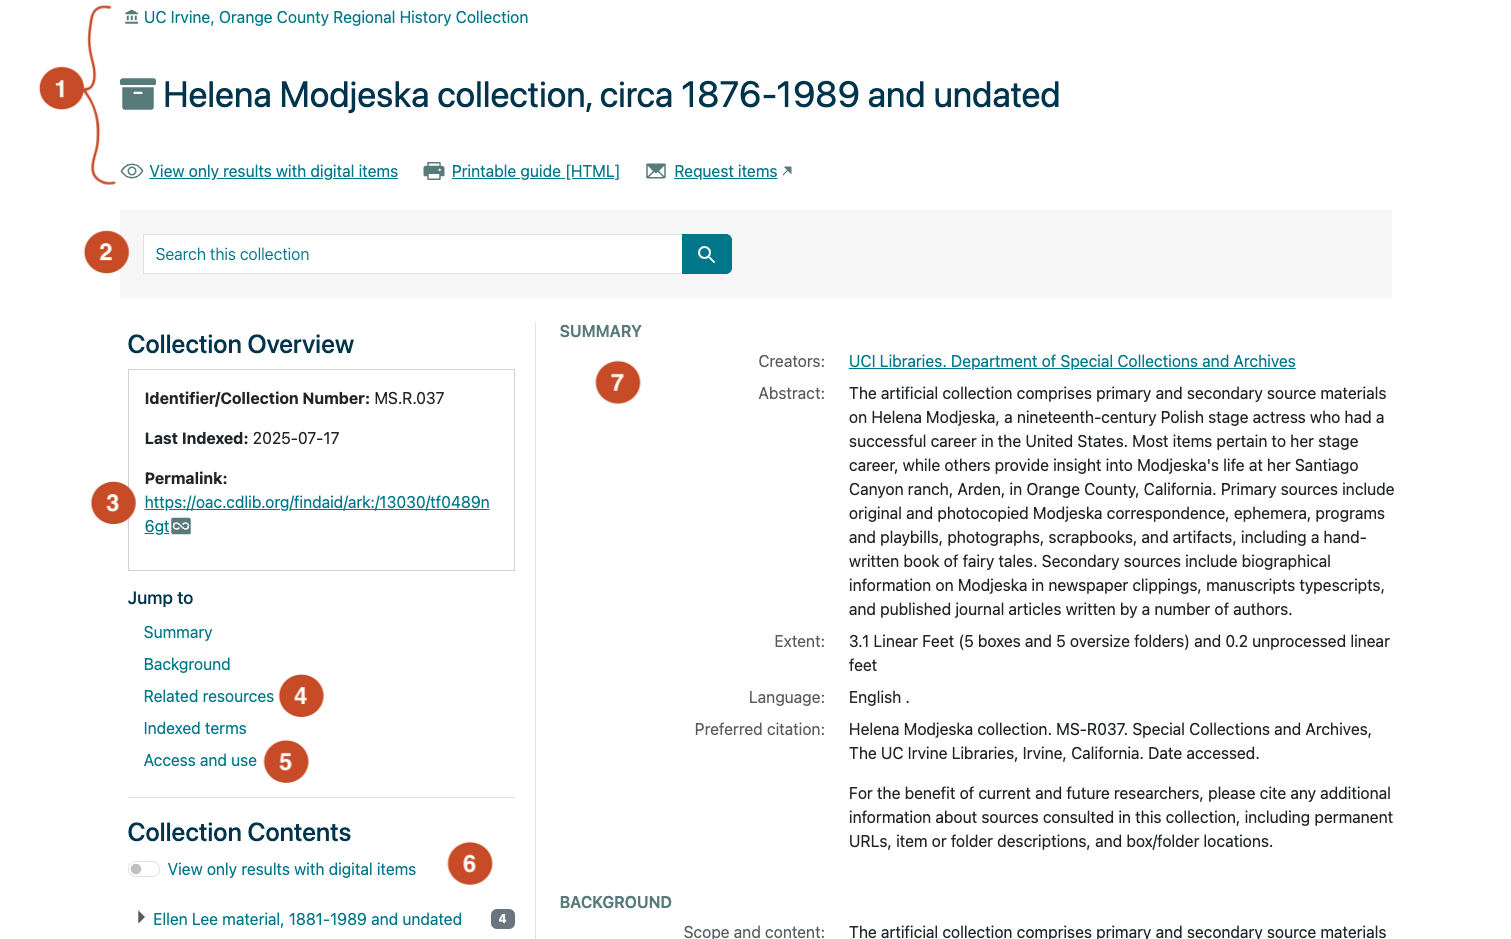 UC Irvine, Orange County Regional History Collection
1
Helena Modjeska collection, circa 1876-1989 and undated
View only results with digital items
Printable guide [HTML]
Request items
2
Search this collection
Collection Overview
Identifier/Collection Number: MS.R.037
Last Indexed: 2025-07-17
Permalink:
3
https://oac.cdlib.org/findaid/ark:/13030/tf0489n
6gt
Jump to
Summary
Background
Related resources
4
Indexed terms
Access and use
5
Collection Contents
View only results with digital items
6
Ellen Lee material, 1881-1989 and undated
4
SUMMARY
7
Creators:
UCI Libraries. Department of Special Collections and Archives
Abstract:
The artificial collection comprises primary and secondary source materials
on Helena Modjeska, a nineteenth-century Polish stage actress who had a
successful career in the United States. Most items pertain to her stage
career, while others provide insight into Modjeska's life at her Santiago
Canyon ranch, Arden, in Orange County, California. Primary sources include
original and photocopied Modjeska correspondence, ephemera, programs
and playbills, photographs, scrapbooks, and artifacts, including a hand-
written book of fairy tales. Secondary sources include biographical
information on Modjeska in newspaper clippings, manuscripts typescripts,
and published journal articles written by a number of authors.
Extent:
3.1 Linear Feet (5 boxes and 5 oversize folders) and 0.2 unprocessed linear
feet
Language:
English .
Preferred citation:
Helena Modjeska collection. MS-R037. Special Collections and Archives,
The UC Irvine Libraries, Irvine, California. Date accessed.
For the benefit of current and future researchers, please cite any additional
information about sources consulted in this collection, including permanent
URLs, item or folder descriptions, and box/folder locations.
BACKGROUND
Scope and content:
The artificial collection comprises primary and secondary source materials